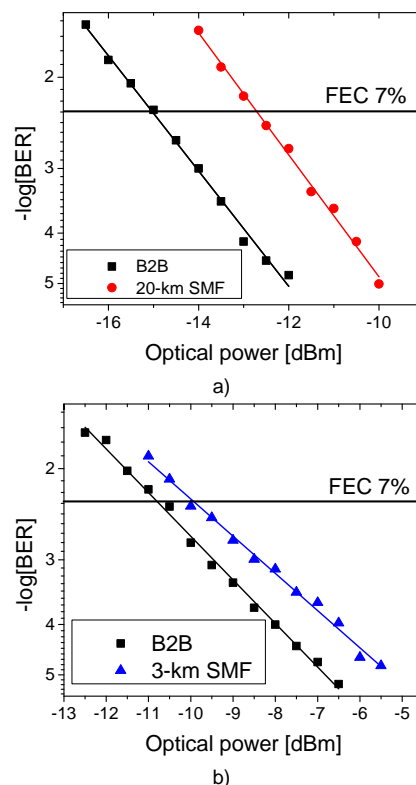 2
3
4
5
-log[BER]
FEC 7%
B2B
20-km SMF
-16 -14 -12 -10
Optical power [dBm]
a)
2
3
4
5
-log[BER]
FEC 7%
B2B
3-km SMF
-13 -12 -11 -10 -9 -8 -7 -6 -5
Optical power [dBm]
b)